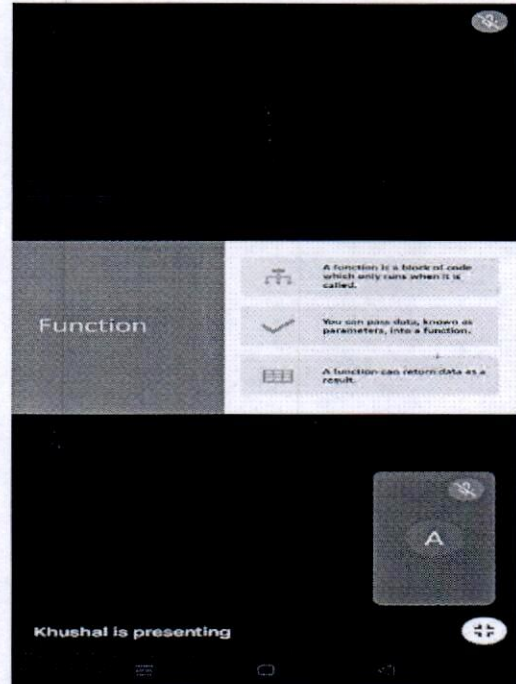 Function
A function is a block of code
which only runs when it is
called.
You can pass data, known as
parameters, into a function.
A function can return data as a
result.
A
Khushal is presenting